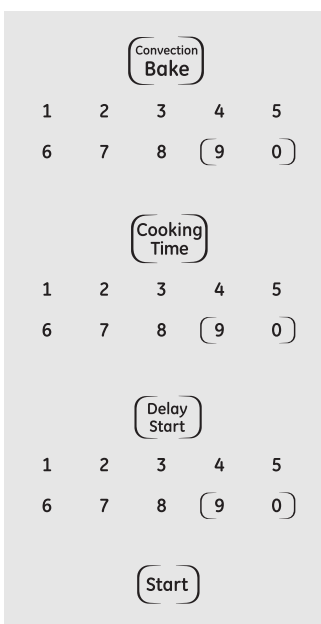 Convection
Bake
1 2 3 4 5
6 7 8 9 0
Cooking
Time
1 2 3 4 5
6 7 8 9 0
Delay
Start
1 2 3 4 5
6 7 8 9 0
Start